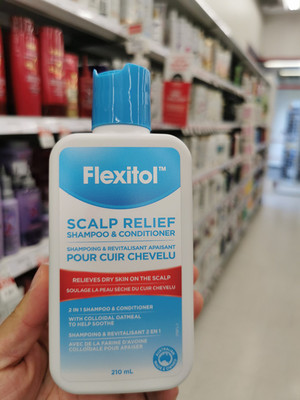 Flexitol™
SCALP RELIEF
SHAMPOO & CONDITIONER
SHAMPOING & REVITALISANT APAISANT
POUR CUIR CHEVELU
RELIEVES DRY SKIN ON THE SCALP
SOULAGE LA PEAU SÈCHE DU CUIR CHEVELU
2 IN 1 SHAMPOO & CONDITIONER
WITH COLLOIDAL OATMEAL
TO HELP SOOTHE
SHAMPOING & REVITALISANT 2 EN 1
AVEC DE LA FARINE D'AVOINE
COLLOÏDALE POUR APAISER
210 ml